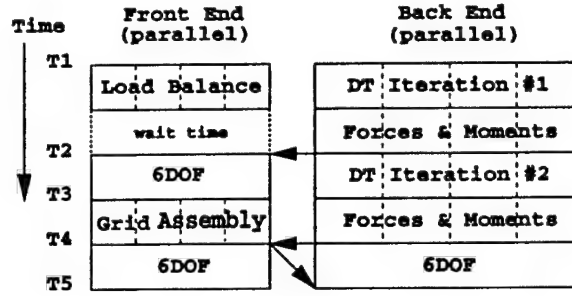 Time
Front End
(parallel)
Back End
(parallel)
T1
Load Balance
DT Iteration #1
wait time
Forces & Moments
T2
6DOF
DT Iteration #2
T3
Grid Assembly
Forces & Moments
T4
6DOF
6DOF
T5